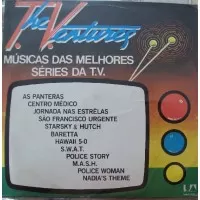 The Ventures
MÚSICAS DAS MELHORES
SÉRIES DA T.V.
AS PANTERAS
CENTRO MÉDICO
JORNADA NAS ESTRÊLAS
SÃO FRANCISCO URGENTE
STARSKY & HUTCH
BARETTA
HAWAII 5-0
S.W.A.T.
POLICE STORY
M.A.S.H.
POLICE WOMAN
NADIA'S THEME